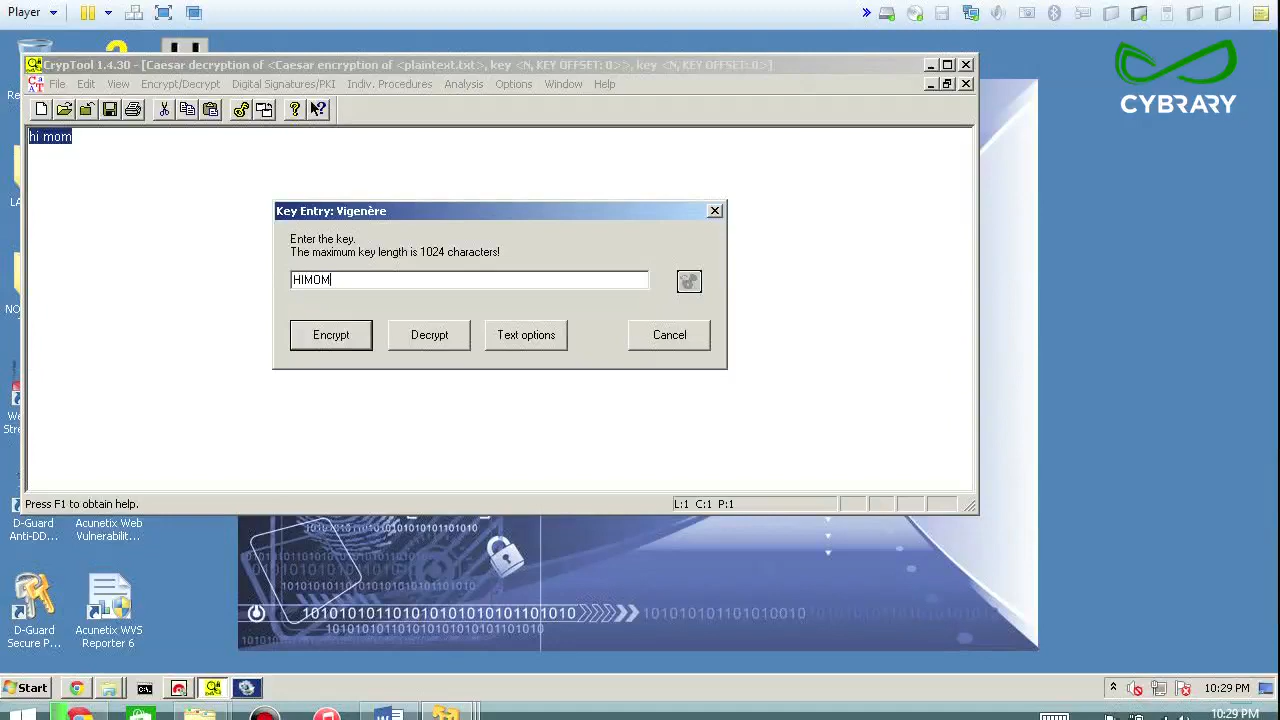 Player
CrypTool 1.4.30 - [Caesar decryption of <Caesar encryption of <plaintext.txt>, key <N, KEY OFFSET: 0>>, key <N, KEY OFFSET: 0>]
CYBRARY
File Edit View Encrypt/Decrypt Digital Signatures/PKI Indiv. Procedures Analysis Options Window Help
hi mom
Key Entry: Vigenère
Enter the key.
The maximum key length is 1024 characters!
HIMOM
Encrypt Decrypt Text options Cancel
Press F1 to obtain help.
L:1 C:1 P:1
D-Guard
Anti-DD...
Acunetix Web
Vulnerabilit...
D-Guard
Secure P...
Acunetix WVS
Reporter 6
Start
10:29 PM
10:29 PM